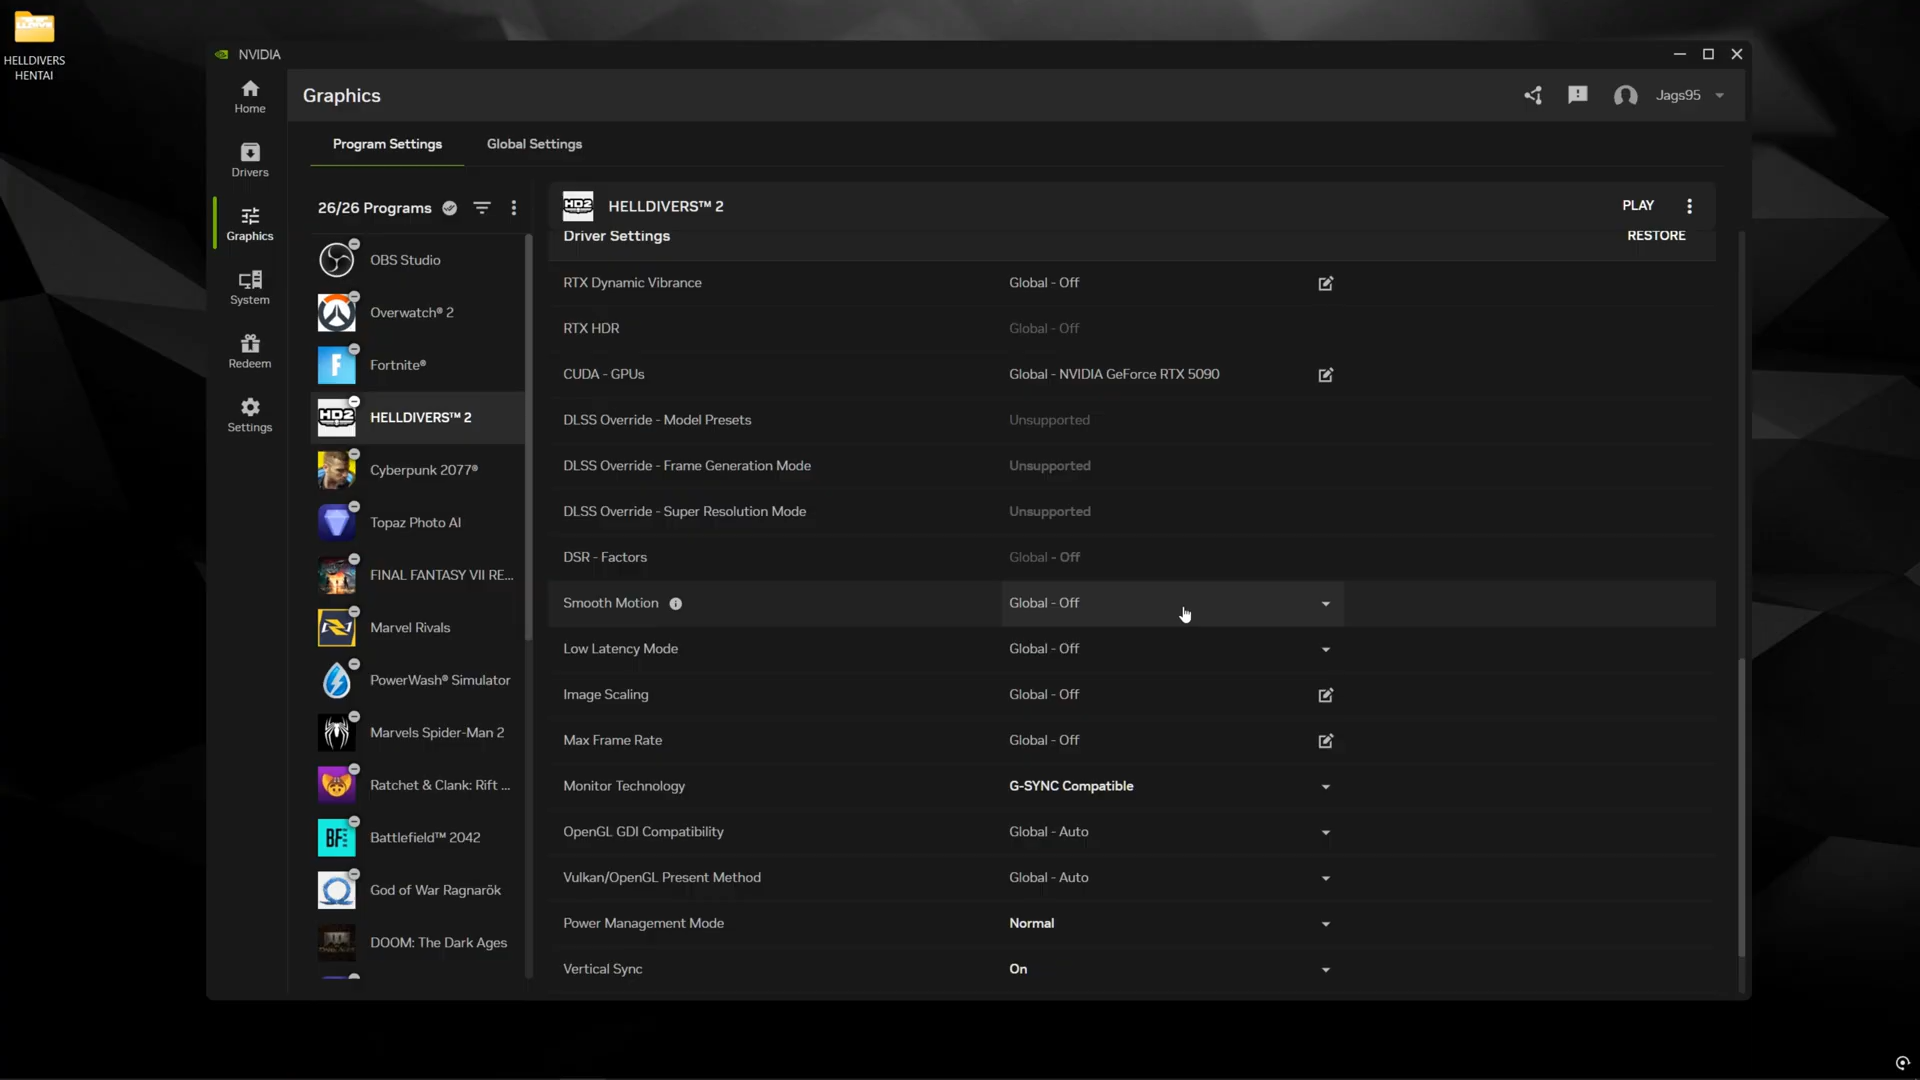 HELLDIVERS
HENTAI
NVIDIA
Home
Drivers
Graphics
System
Redeem
Settings
Graphics
Jags95
Program Settings
Global Settings
26/26 Programs
OBS Studio
Overwatch® 2
Fortnite®
HELLDIVERS™ 2
Cyberpunk 2077®
Topaz Photo AI
FINAL FANTASY VII RE...
Marvel Rivals
PowerWash® Simulator
Marvels Spider-Man 2
Ratchet & Clank: Rift ...
Battlefield™ 2042
God of War Ragnarök
DOOM: The Dark Ages
HD2
HELLDIVERS™ 2
PLAY
Driver Settings
RESTORE
RTX Dynamic Vibrance Global - Off
RTX HDR Global - Off
CUDA - GPUs Global - NVIDIA GeForce RTX 5090
DLSS Override - Model Presets Unsupported
DLSS Override - Frame Generation Mode Unsupported
DLSS Override - Super Resolution Mode Unsupported
DSR - Factors Global - Off
Smooth Motion Global - Off
Low Latency Mode Global - Off
Image Scaling Global - Off
Max Frame Rate Global - Off
Monitor Technology G-SYNC Compatible
OpenGL GDI Compatibility Global - Auto
Vulkan/OpenGL Present Method Global - Auto
Power Management Mode Normal
Vertical Sync On